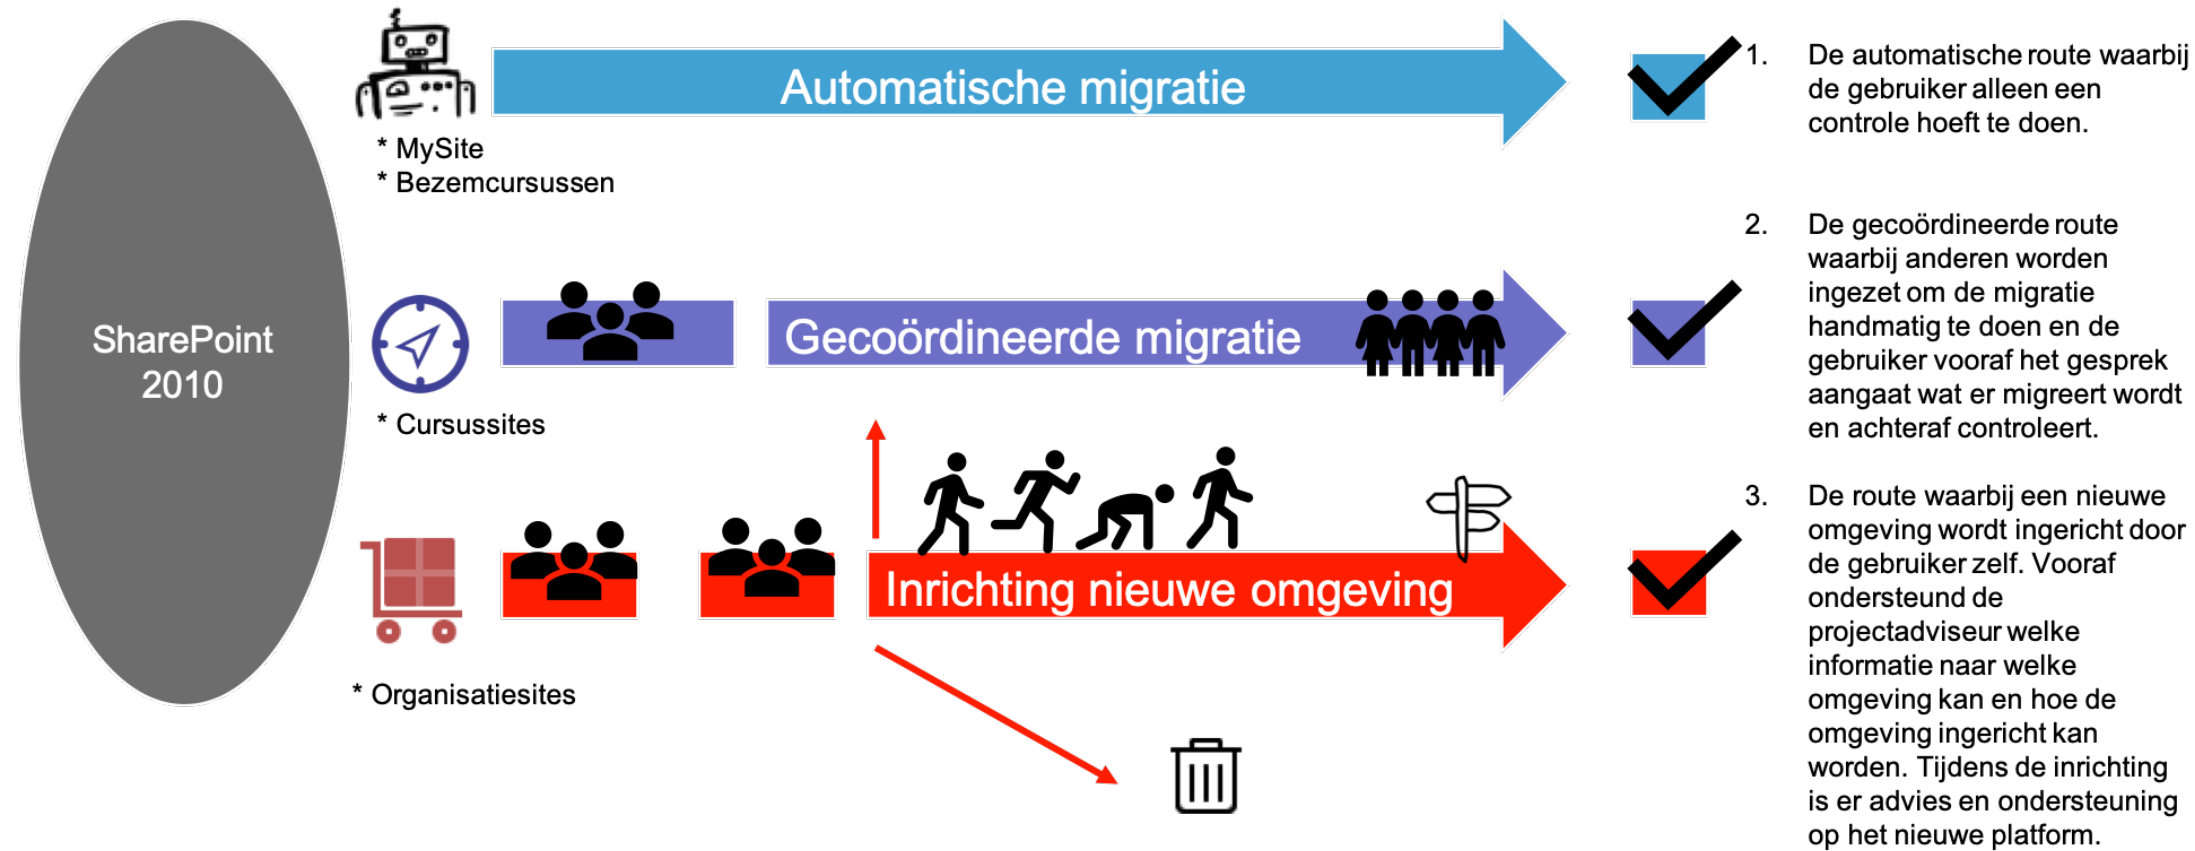 SharePoint
2010
Automatische migratie
* MySite
* Bezemcursussen
1. De automatische route waarbij
de gebruiker alleen een
controle hoeft te doen.
Gecoördineerde migratie
* Cursussites
2. De gecoördineerde route
waarbij anderen worden
ingezet om de migratie
handmatig te doen en de
gebruiker vooraf het gesprek
aangaat wat er migreert wordt
en achteraf controleert.
Inrichting nieuwe omgeving
* Organisatiesites
3. De route waarbij een nieuwe
omgeving wordt ingericht door
de gebruiker zelf. Vooraf
ondersteund de
projectadviseur welke
informatie naar welke
omgeving kan en hoe de
omgeving ingericht kan
worden. Tijdens de inrichting
is er advies en ondersteuning
op het nieuwe platform.